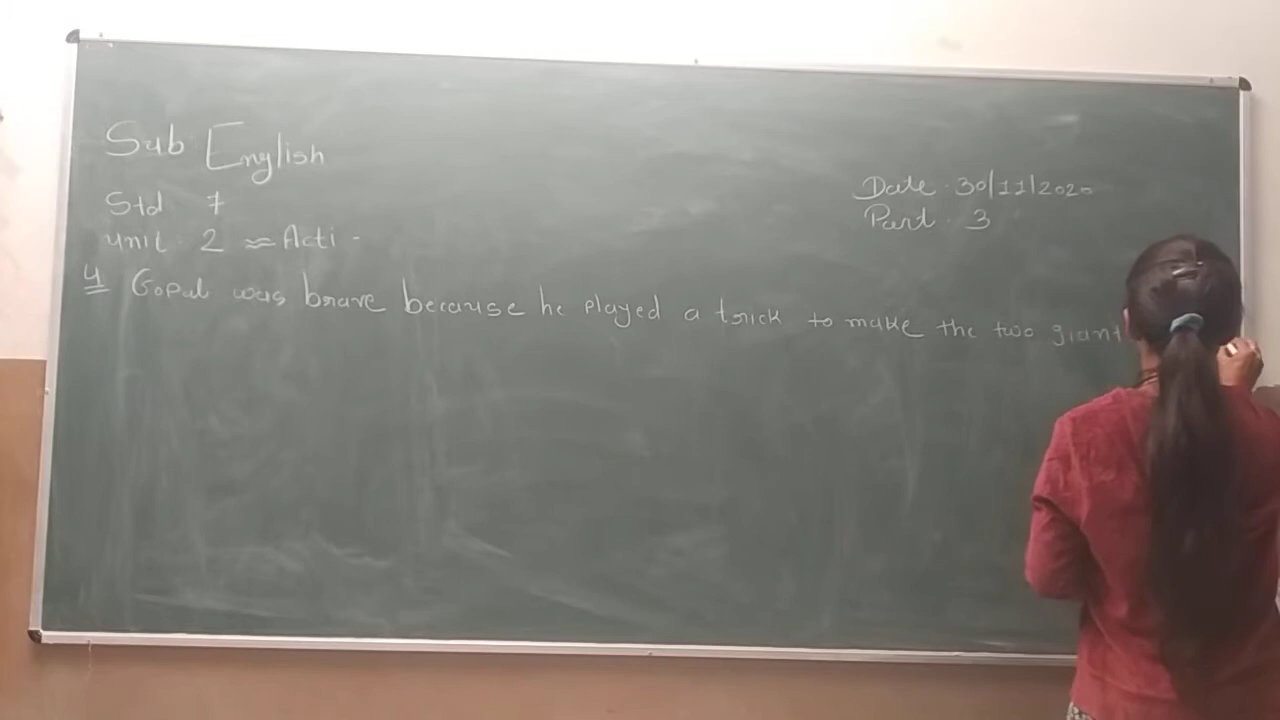 Sub English
Std 7
Date. 30/11/2020
Unit. 2 ≈ Acti -
Part. 3
4 Gopal was brave because he played a trick to make the two giant